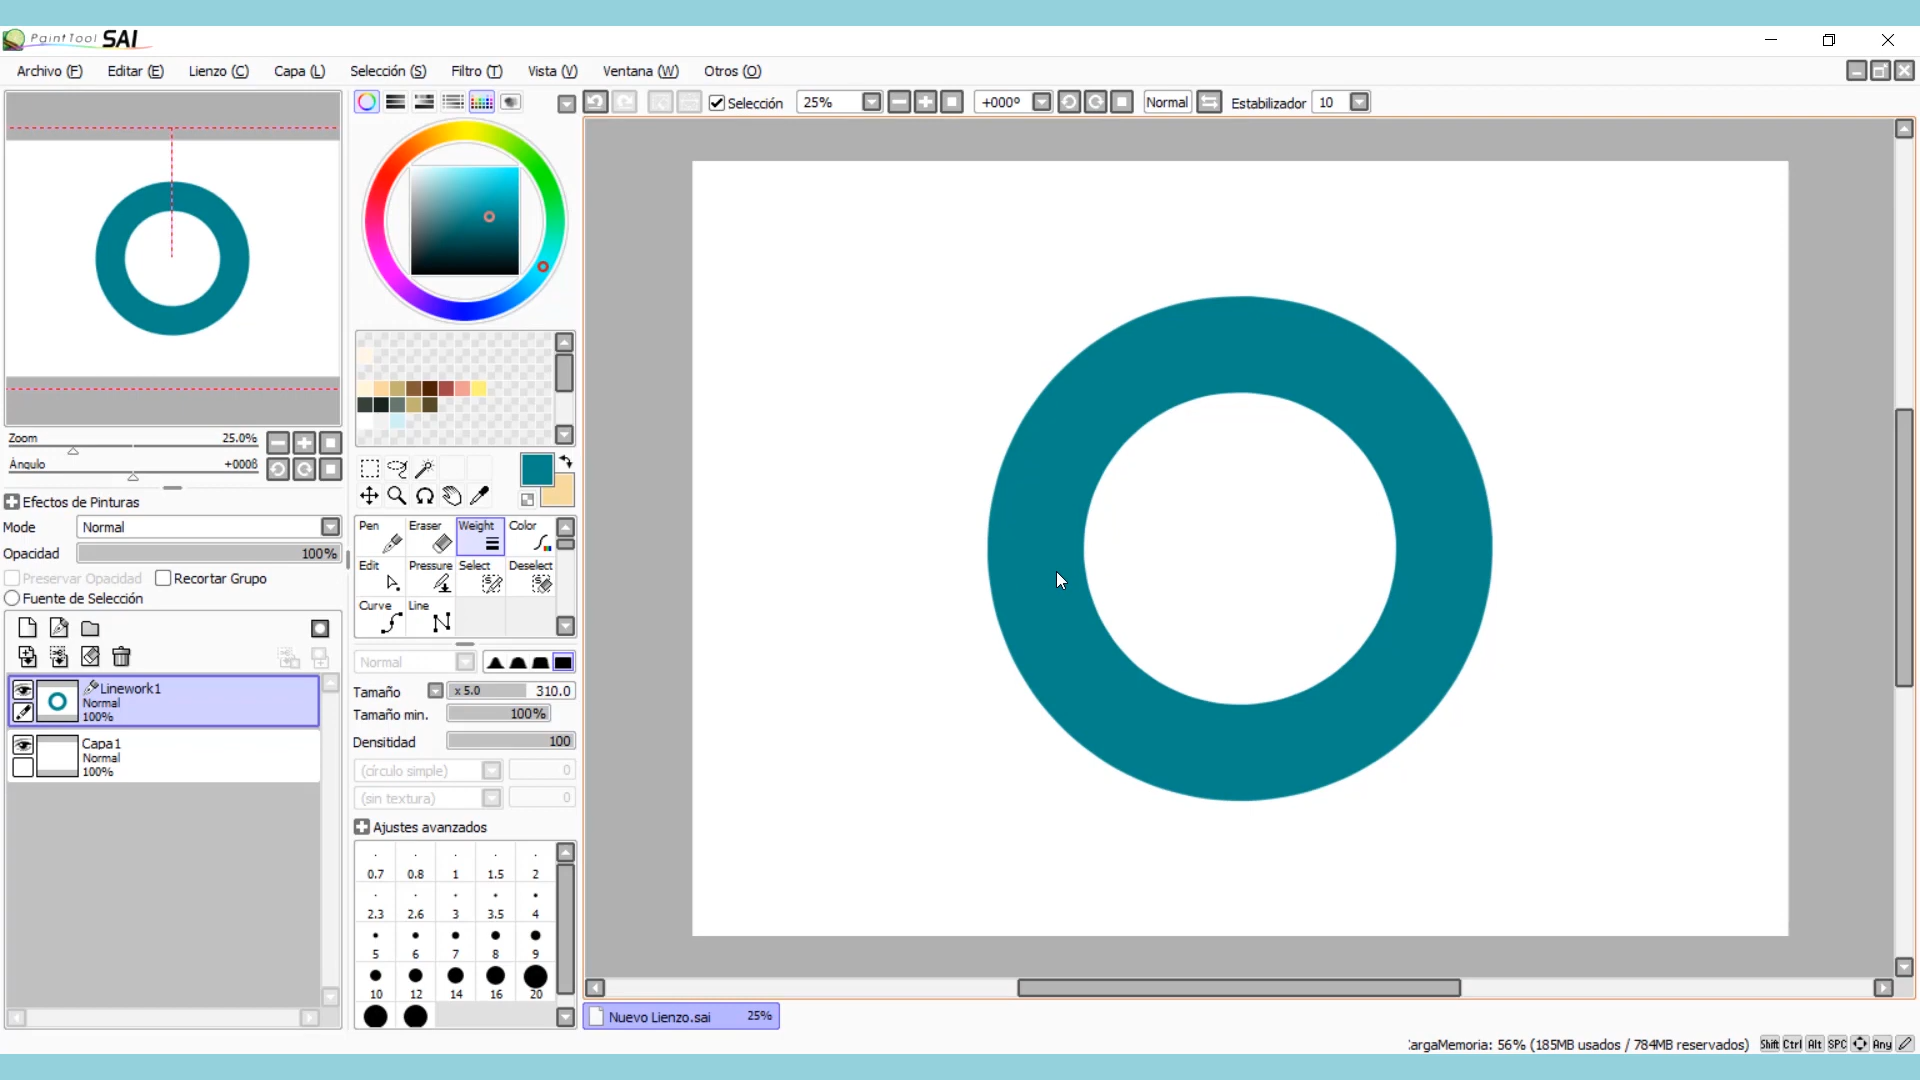 PaintTool SAI
Archivo (F) Editar (E) Lienzo (C) Capa (L) Selección (S) Filtro (T) Vista (V) Ventana (W) Otros (O)
Selección 25% +000º Normal Estabilizador 10
Zoom 25.0%
Ángulo +000ß
Efectos de Pinturas
Mode Normal
Opacidad 100%
Preservar Opacidad Recortar Grupo
Fuente de Selección
Linework1
Normal
100%
Capa1
Normal
100%
Pen Eraser Weight Color
Edit Pressure Select Deselect
Curve Line
Normal
Tamaño x 5.0 310.0
Tamaño min. 100%
Densitidad 100
(círculo simple) 0
(sin textura) 0
Ajustes avanzados
0.7 0.8 1 1.5 2
2.3 2.6 3 3.5 4
5 6 7 8 9
10 12 14 16 20
Nuevo Lienzo.sai 25%
argaMemoria: 56% (185MB usados / 784MB reservados) Shift Ctrl Alt SPC Any